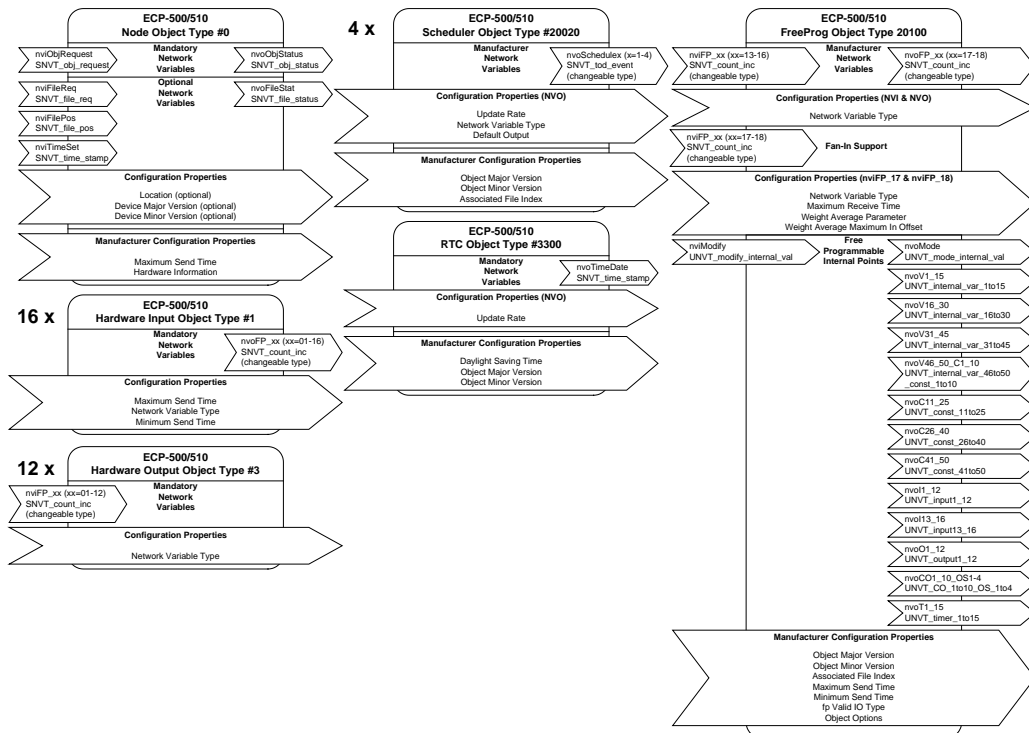 ECP-500/510
Node Object Type #0
nviObjRequest
SNVT_obj_request
Mandatory
Network
Variables
nvoObjStatus
SNVT_obj_status
nviFileReq
SNVT_file_req
Optional
Network
Variables
nvoFileStat
SNVT_file_status
nviFilePos
SNVT_file_pos
nviTimeSet
SNVT_time_stamp
Configuration Properties
Location (optional)
Device Major Version (optional)
Device Minor Version (optional)
Manufacturer Configuration Properties
Maximum Send Time
Hardware Information
16 x
ECP-500/510
Hardware Input Object Type #1
Mandatory
Network
Variables
nvoFP_xx (xx=01-16)
SNVT_count_inc
(changeable type)
Configuration Properties
Maximum Send Time
Network Variable Type
Minimum Send Time
12 x
ECP-500/510
Hardware Output Object Type #3
Mandatory
Network
Variables
nviFP_xx (xx=01-12)
SNVT_count_inc
(changeable type)
Configuration Properties
Network Variable Type
4 x
ECP-500/510
Scheduler Object Type #20020
Manufacturer
Network
Variables
nvoSchedulex (x=1-4)
SNVT_tod_event
(changeable type)
Configuration Properties (NVO)
Update Rate
Network Variable Type
Default Output
Manufacturer Configuration Properties
Object Major Version
Object Minor Version
Associated File Index
ECP-500/510
RTC Object Type #3300
Mandatory
Network
Variables
nvoTimeDate
SNVT_time_stamp
Configuration Properties (NVO)
Update Rate
Manufacturer Configuration Properties
Daylight Saving Time
Object Major Version
Object Minor Version
ECP-500/510
FreeProg Object Type 20100
nviFP_xx (xx=13-16)
SNVT_count_inc
(changeable type)
Manufacturer
Network
Variables
nvoFP_xx (xx=17-18)
SNVT_count_inc
(changeable type)
Configuration Properties (NVI & NVO)
Network Variable Type
nviFP_xx (xx=17-18)
SNVT_count_inc
(changeable type)
Fan-In Support
Configuration Properties (nviFP_17 & nviFP_18)
Network Variable Type
Maximum Receive Time
Weight Average Parameter
Weight Average Maximum In Offset
nviModify
UNVT_modify_internal_val
Free
Programmable
Internal Points
nvoMode
UNVT_mode_internal_val
nvoV1_15
UNVT_internal_var_1to15
nvoV16_30
UNVT_internal_var_16to30
nvoV31_45
UNVT_internal_var_31to45
nvoV46_50_C1_10
UNVT_internal_var_46to50
_const_1to10
nvoC11_25
UNVT_const_11to25
nvoC26_40
UNVT_const_26to40
nvoC41_50
UNVT_const_41to50
nvoI1_12
UNVT_input1_12
nvoI13_16
UNVT_input13_16
nvoO1_12
UNVT_output1_12
nvoCO1_10_OS1-4
UNVT_CO_1to10_OS_1to4
nvoT1_15
UNVT_timer_1to15
Manufacturer Configuration Properties
Object Major Version
Object Minor Version
Associated File Index
Maximum Send Time
Minimum Send Time
fp Valid IO Type
Object Options